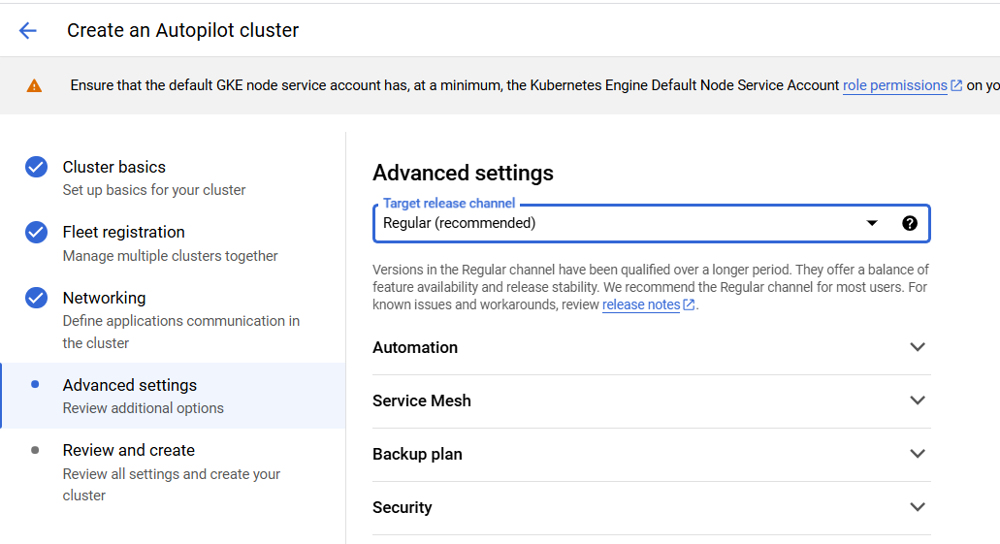 Create an Autopilot cluster
Ensure that the default GKE node service account has, at a minimum, the Kubernetes Engine Default Node Service Account role permissions on yo
Cluster basics
Set up basics for your cluster
Fleet registration
Manage multiple clusters together
Networking
Define applications communication in
the cluster
Advanced settings
Review additional options
Review and create
Review all settings and create your
cluster
Advanced settings
Target release channel
Regular (recommended)
Versions in the Regular channel have been qualified over a longer period. They offer a balance of
feature availability and release stability. We recommend the Regular channel for most users. For
known issues and workarounds, review release notes.
Automation
Service Mesh
Backup plan
Security